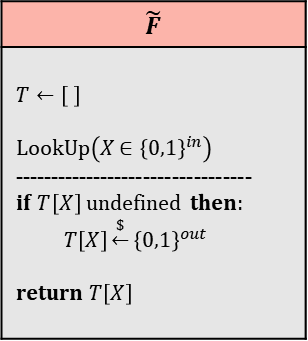 F̃
T ← [ ]
LookUp(X ∈ {0,1}ⁱⁿ)
---------------------------------
if T[X] undefined then:
$
T[X] ← {0,1}ᵒᵘᵗ
return T[X]